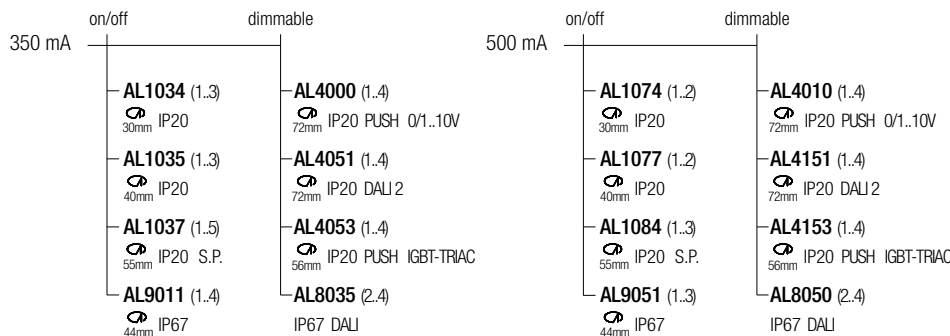 on/off dimmable
350 mA
AL1034 (1..3)
30mm IP20
AL1035 (1..3)
40mm IP20
AL1037 (1..5)
55mm IP20 S.P.
AL9011 (1..4)
44mm IP67
AL4000 (1..4)
72mm IP20 PUSH 0/1..10V
AL4051 (1..4)
72mm IP20 DALI 2
AL4053 (1..4)
56mm IP20 PUSH IGBT-TRIAC
AL8035 (2..4)
IP67 DALI
on/off dimmable
500 mA
AL1074 (1..2)
30mm IP20
AL1077 (1..2)
40mm IP20
AL1084 (1..3)
55mm IP20 S.P.
AL9051 (1..3)
44mm IP67
AL4010 (1..4)
72mm IP20 PUSH 0/1..10V
AL4151 (1..4)
72mm IP20 DALI 2
AL4153 (1..4)
56mm IP20 PUSH IGBT-TRIAC
AL8050 (2..4)
IP67 DALI